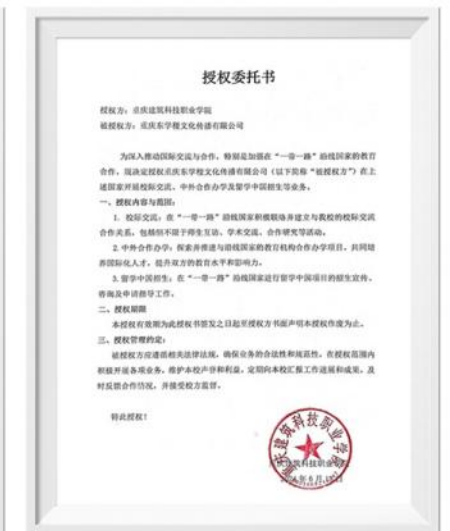 授权委托书
授权方：重庆建筑科技职业学院
被授权方：重庆东学楼文化传播有限公司
为深入推动国际交流与合作，特别是加强在“一带一路”沿线国家的教育
合作，现决定授权重庆东学楼文化传播有限公司（以下简称“被授权方”）在上
述国家开展校际交流、中外合作办学及留学中国招生等业务。
一、授权内容与范围：
1. 校际交流：在“一带一路”沿线国家积极联络并建立与我校的校际交流
合作关系，包括但不限于师生互访、学术交流、合作研究等活动。
2. 中外合作办学：探索并推进与沿线国家的教育机构合作办学项目，共同培
养国际化人才，提升双方的教育水平和影响力。
3. 留学中国招生：在“一带一路”沿线国家进行留学中国项目的招生宣传、
咨询及申请指导工作。
二、授权期限
本授权有效期为此授权书签发之日起至授权方书面声明本授权作废为止。
三、授权管理约定：
被授权方应遵循相关法律法规，确保业务的合法性和规范性。在授权范围内
积极开展各项业务，维护本校声誉和利益，定期向本校汇报工作进展和成果，及
时反馈合作情况，并接受校方监督。
特此授权！
重庆建筑科技职业学院